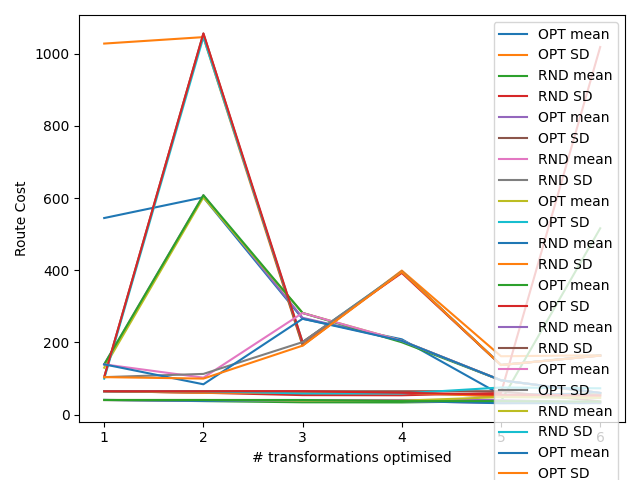 Route Cost
1000
800
600
400
200
0
1 2 3 4 5 6
# transformations optimised
OPT mean
OPT SD
RND mean
RND SD
OPT mean
OPT SD
RND mean
RND SD
OPT mean
OPT SD
RND mean
RND SD
OPT mean
OPT SD
RND mean
RND SD
OPT mean
OPT SD
RND mean
RND SD
OPT mean
OPT SD